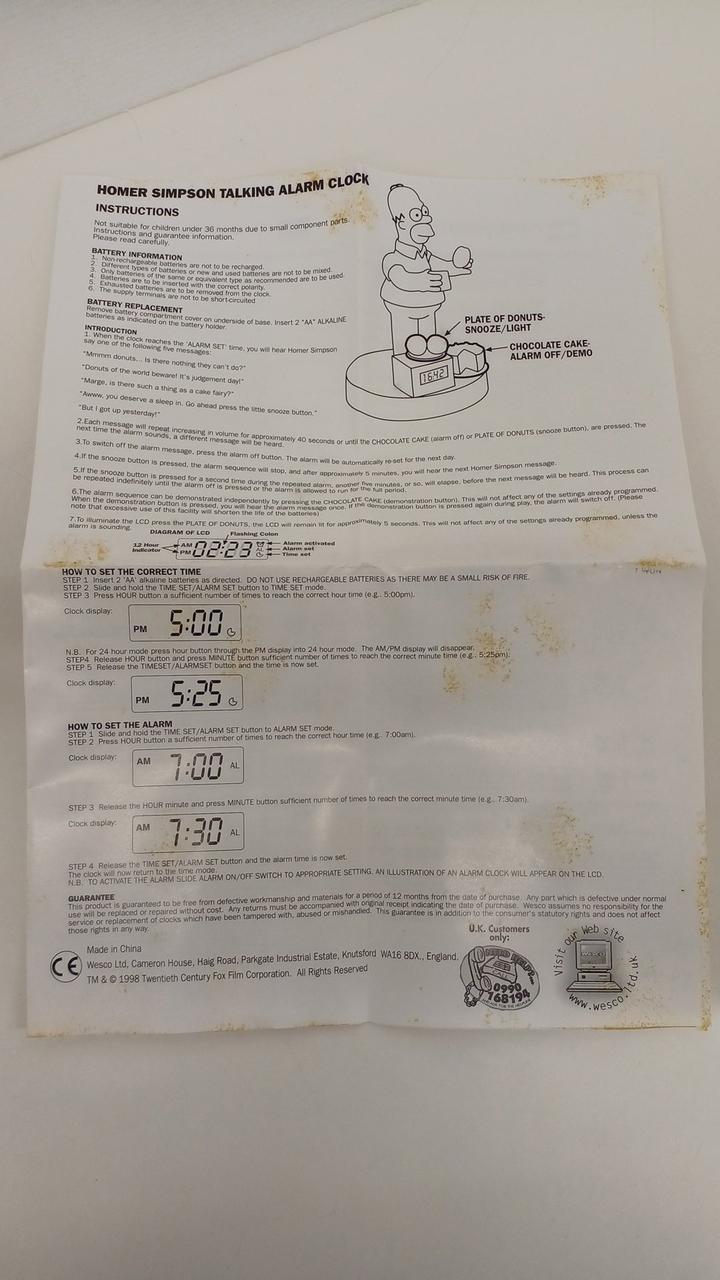 HOMER SIMPSON TALKING ALARM CLOCK
INSTRUCTIONS
Not suitable for children under 36 months due to small component parts.
Instructions and guarantee information.
Please read carefully.
BATTERY INFORMATION
1. Non-rechargeable batteries are not to be recharged.
2. Different types of batteries or new and used batteries are not to be mixed.
3. Only batteries of the same or equivalent type as recommended are to be used.
4. Batteries are to be inserted with the correct polarity.
5. Exhausted batteries are to be removed from the clock.
6. The supply terminals are not to be short-circuited
BATTERY REPLACEMENT
Remove battery compartment cover on underside of base. Insert 2 "AA" ALKALINE
batteries as indicated on the battery holder.
INTRODUCTION
1. When the clock reaches the 'ALARM SET' time, you will hear Homer Simpson
say one of the following five messages:
"Mmmm donuts... Is there nothing they can't do?"
"Donuts of the world beware! It's judgement day!"
"Marge, is there such a thing as a cake fairy?"
"Awww, you deserve a sleep in. Go ahead press the little snooze button."
"But I got up yesterday!"
PLATE OF DONUTS-
SNOOZE/LIGHT
CHOCOLATE CAKE-
ALARM OFF/DEMO
16:42
2.Each message will repeat increasing in volume for approximately 40 seconds or until the CHOCOLATE CAKE (alarm off) or PLATE OF DONUTS (snooze button), are pressed. The
next time the alarm sounds, a different message will be heard.
3.To switch off the alarm message, press the alarm off button. The alarm will be automatically re-set for the next day.
4.If the snooze button is pressed, the alarm sequence will stop, and after approximately 5 minutes, you will hear the next Homer Simpson message.
5.If the snooze button is pressed for a second time during the repeated alarm, another five minutes, or so, will elapse, before the next message will be heard. This process can
be repeated indefinitely until the alarm off is pressed or the alarm is allowed to run for the full period.
6.The alarm sequence can be demonstrated independently by pressing the CHOCOLATE CAKE (demonstration button). This will not affect any of the settings already programmed.
When the demonstration button is pressed, you will hear the alarm message once. If the demonstration button is pressed again during play, the alarm will switch off. (Please
note that excessive use of this facility will shorten the life of the batteries)
7.To illuminate the LCD press the PLATE OF DONUTS, the LCD will remain lit for approximately 5 seconds. This will not affect any of the settings already programmed, unless the
alarm is sounding.
DIAGRAM OF LCD
Flashing Colon
12 Hour
Indicator
AM
PM
02:23
AL
Alarm activated
Alarm set
Time set
HOW TO SET THE CORRECT TIME
STEP 1 Insert 2 'AA' alkaline batteries as directed. DO NOT USE RECHARGEABLE BATTERIES AS THERE MAY BE A SMALL RISK OF FIRE.
STEP 2 Slide and hold the TIME SET/ALARM SET button to TIME SET mode.
STEP 3 Press HOUR button a sufficient number of times to reach the correct hour time (e.g.. 5:00pm).
Clock display:
PM 5:00
N.B. For 24 hour mode press hour button through the PM display into 24 hour mode. The AM/PM display will disappear.
STEP4 Release HOUR button and press MINUTE button sufficient number of times to reach the correct minute time (e.g.. 5:25pm).
STEP 5 Release the TIMESET/ALARMSET button and the time is now set.
Clock display:
PM 5:25
HOW TO SET THE ALARM
STEP 1 Slide and hold the TIME SET/ALARM SET button to ALARM SET mode.
STEP 2 Press HOUR button a sufficient number of times to reach the correct hour time (e.g.. 7:00am).
Clock display:
AM 7:00 AL
STEP 3 Release the HOUR minute and press MINUTE button sufficient number of times to reach the correct minute time (e.g.. 7:30am).
Clock display:
AM 7:30 AL
STEP 4 Release the TIME SET/ALARM SET button and the alarm time is now set.
The clock will now return to the time mode.
N.B. TO ACTIVATE THE ALARM SLIDE ALARM ON/OFF SWITCH TO APPROPRIATE SETTING. AN ILLUSTRATION OF AN ALARM CLOCK WILL APPEAR ON THE LCD.
GUARANTEE
This product is guaranteed to be free from defective workmanship and materials for a period of 12 months from the date of purchase. Any part which is defective under normal
use will be replaced or repaired without cost. Any returns must be accompanied with original receipt indicating the date of purchase. Wesco assumes no responsibility for the
service or replacement of clocks which have been tampered with, abused or mishandled. This guarantee is in addition to the consumer's statutory rights and does not affect
those rights in any way.
CE
Made in China
Wesco Ltd, Cameron House, Haig Road, Parkgate Industrial Estate, Knutsford WA16 8DX., England.
TM & © 1998 Twentieth Century Fox Film Corporation. All Rights Reserved
U.K. Customers
only:
NEED HELP?...
0990
768194
Visit our Web site
WESCO
www.wesco.ltd.uk